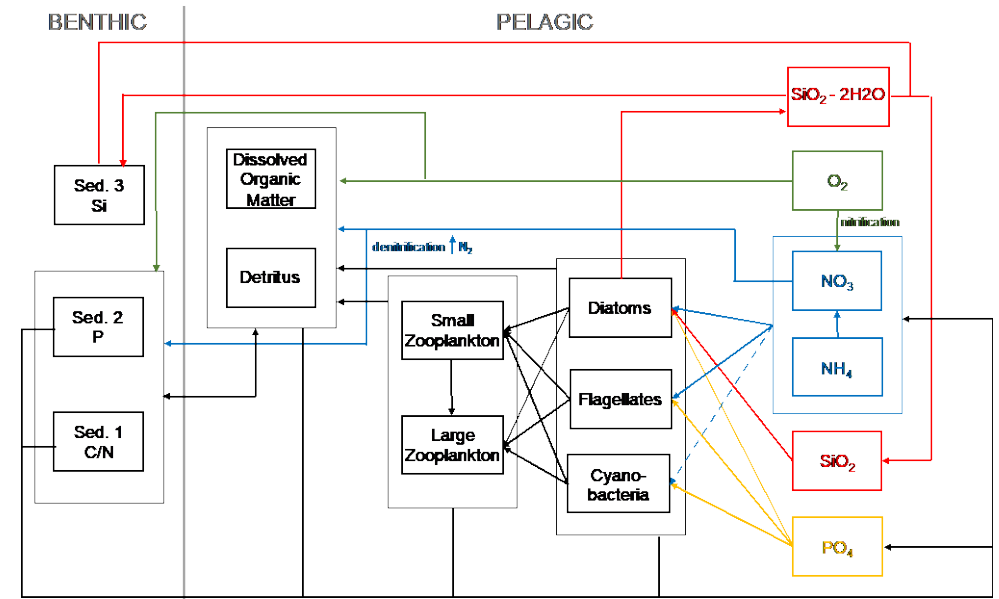 BENTHIC
PELAGIC
SiO₂ - 2H2O
Dissolved
Organic
Matter
Sed. 3
Si
O₂
nitrification
denitrification
N₂
Detritus
NO₃
Sed. 2
P
Small
Zooplankton
Diatoms
NH₄
Flagellates
Sed. 1
C/N
Large
Zooplankton
SiO₂
Cyano-
bacteria
PO₄